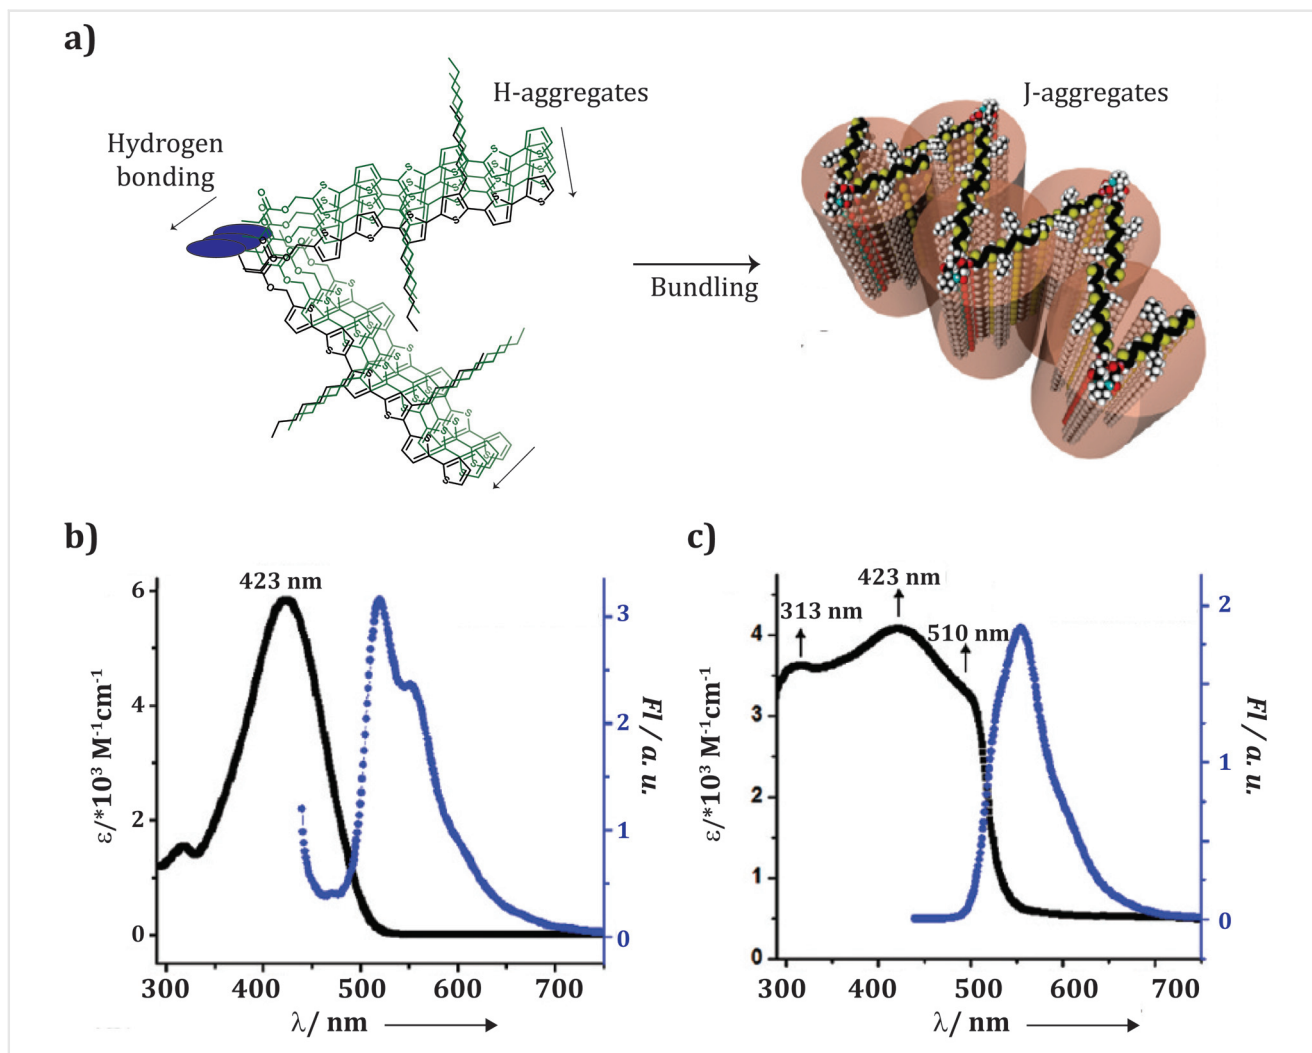 a)
H-aggregates
Hydrogen
bonding
Bundling
J-aggregates
b)
423 nm
6
4
2
0
ε/*10³ M⁻¹cm⁻¹
3
2
1
0
Fl / a. u.
300 400 500 600 700
λ/ nm
c)
423 nm
313 nm
510 nm
4
3
2
1
0
ε/*10³ M⁻¹cm⁻¹
2
1
0
Fl / a. u.
300 400 500 600 700
λ/ nm